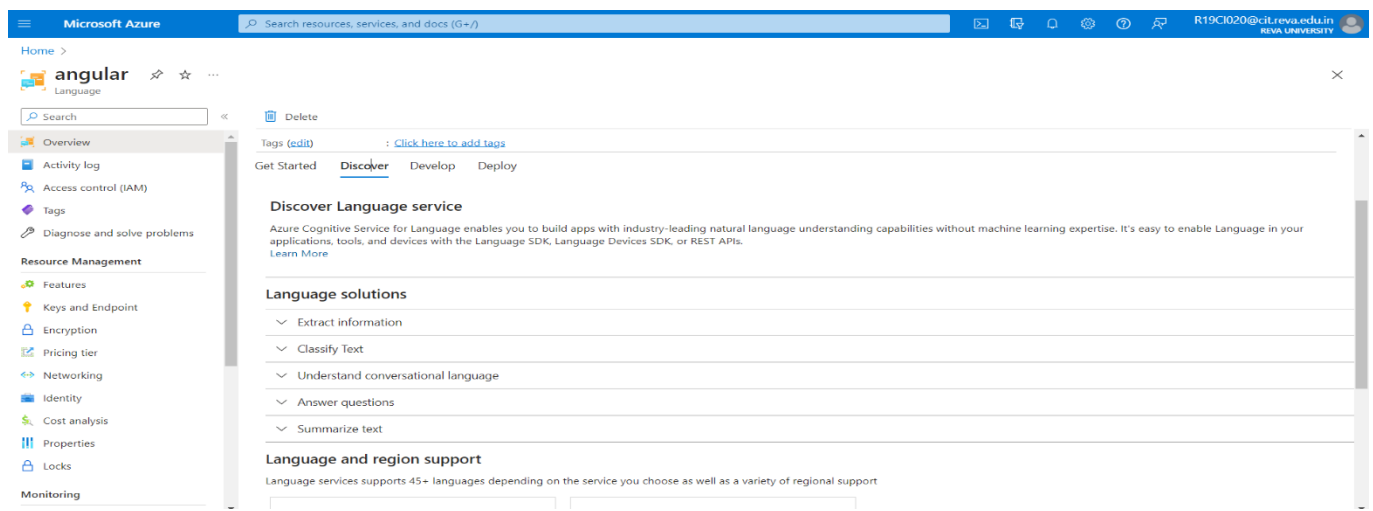 Microsoft Azure
Search resources, services, and docs (G+/)
R19CI020@cit.reva.edu.in
REVA UNIVERSITY
Home >
angular
Language
Search
Overview
Activity log
Access control (IAM)
Tags
Diagnose and solve problems
Resource Management
Features
Keys and Endpoint
Encryption
Pricing tier
Networking
Identity
Cost analysis
Properties
Locks
Monitoring
Delete
Tags (edit) : Click here to add tags
Get Started Discover Develop Deploy
Discover Language service
Azure Cognitive Service for Language enables you to build apps with industry-leading natural language understanding capabilities without machine learning expertise. It's easy to enable Language in your
applications, tools, and devices with the Language SDK, Language Devices SDK, or REST APIs.
Learn More
Language solutions
Extract information
Classify Text
Understand conversational language
Answer questions
Summarize text
Language and region support
Language services supports 45+ languages depending on the service you choose as well as a variety of regional support